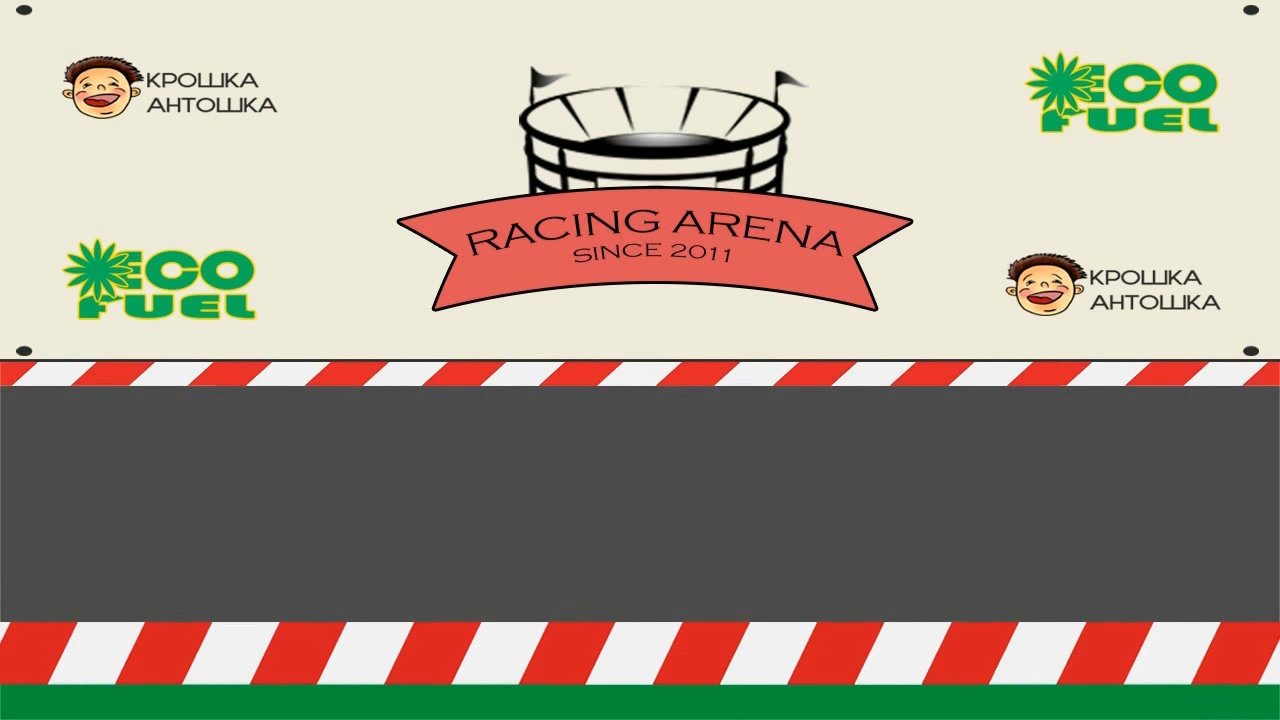 КРОШКА
АНТОШКА
ECO
FUEL
RACING ARENA
SINCE 2011
ECO
FUEL
КРОШКА
АНТОШКА